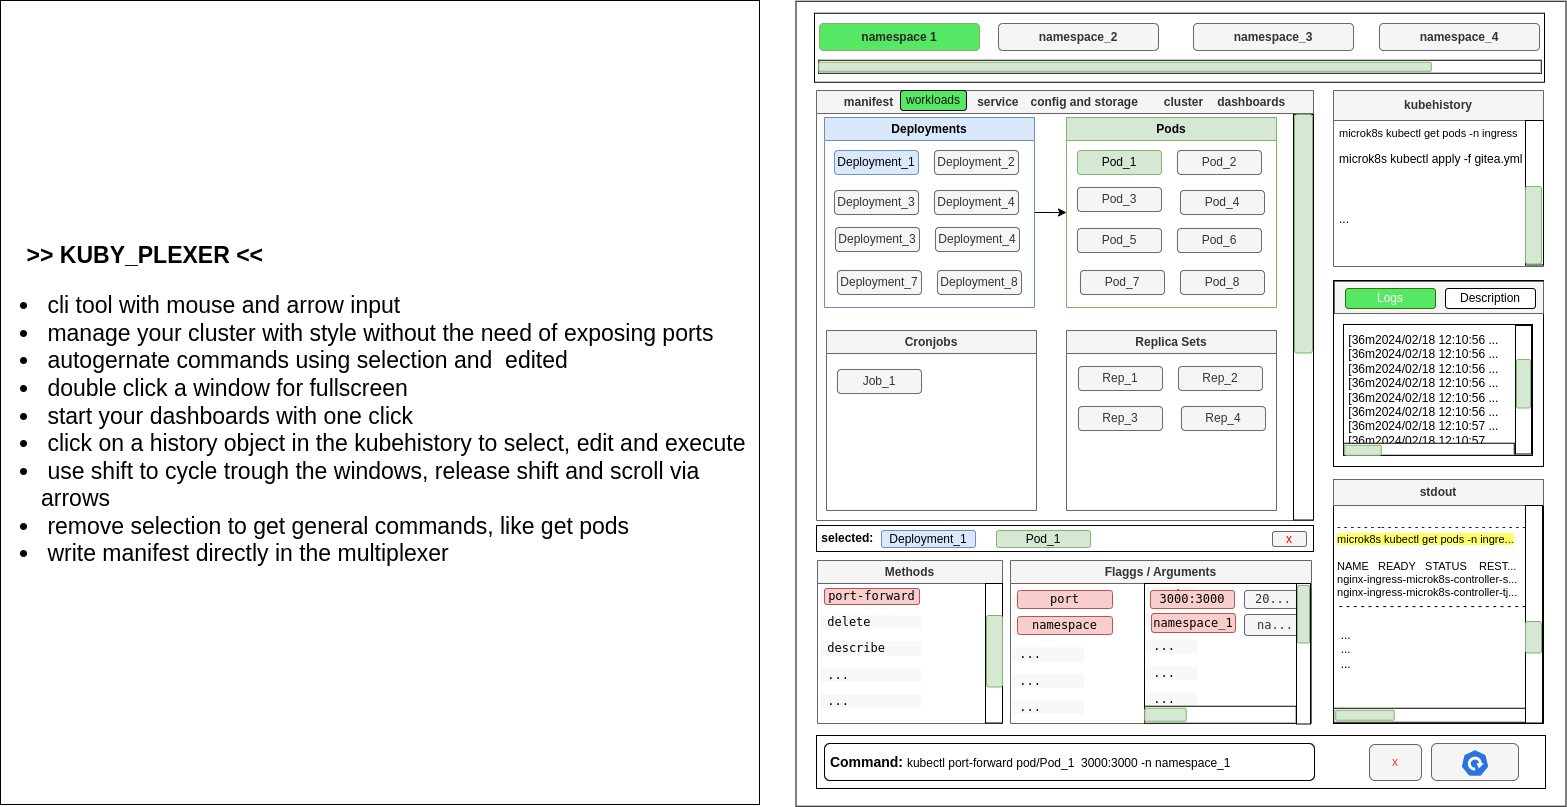 >> KUBY_PLEXER <<
• cli tool with mouse and arrow input
• manage your cluster with style without the need of exposing ports
• autogernate commands using selection and  edited
• double click a window for fullscreen
• start your dashboards with one click
• click on a history object in the kubehistory to select, edit and execute
• use shift to cycle trough the windows, release shift and scroll via
arrows
• remove selection to get general commands, like get pods
• write manifest directly in the multiplexer
namespace 1 namespace_2 namespace_3 namespace_4
manifest workloads service config and storage cluster dashboards
Deployments
Deployment_1 Deployment_2
Deployment_3 Deployment_4
Deployment_3 Deployment_4
Deployment_7 Deployment_8
Pods
Pod_1 Pod_2
Pod_3 Pod_4
Pod_5 Pod_6
Pod_7 Pod_8
Cronjobs
Job_1
Replica Sets
Rep_1 Rep_2
Rep_3 Rep_4
selected: Deployment_1 Pod_1 x
Methods
port-forward
delete
describe
...
...
Flaggs / Arguments
port 3000:3000 20...
namespace namespace_1 na...
... ...
... ...
... ...
kubehistory
microk8s kubectl get pods -n ingress
microk8s kubectl apply -f gitea.yml
...
Logs Description
[36m2024/02/18 12:10:56 ...
[36m2024/02/18 12:10:56 ...
[36m2024/02/18 12:10:56 ...
[36m2024/02/18 12:10:56 ...
[36m2024/02/18 12:10:56 ...
[36m2024/02/18 12:10:56 ...
[36m2024/02/18 12:10:57 ...
[36m2024/02/18 12:10:57
stdout
microk8s kubectl get pods -n ingre...
NAME READY STATUS REST...
nginx-ingress-microk8s-controller-s...
nginx-ingress-microk8s-controller-tj...
...
...
...
Command: kubectl port-forward pod/Pod_1  3000:3000 -n namespace_1
x